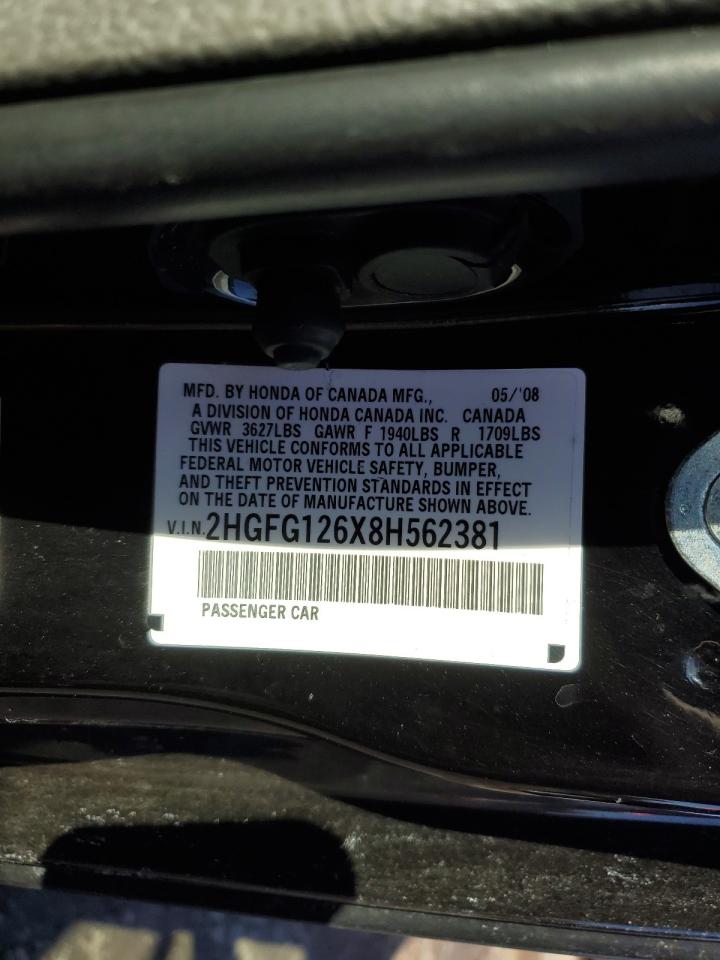 MFD. BY HONDA OF CANADA MFG., 05/'08
A DIVISION OF HONDA CANADA INC. CANADA
GVWR 3627LBS GAWR F 1940LBS R 1709LBS
THIS VEHICLE CONFORMS TO ALL APPLICABLE
FEDERAL MOTOR VEHICLE SAFETY, BUMPER,
AND THEFT PREVENTION STANDARDS IN EFFECT
ON THE DATE OF MANUFACTURE SHOWN ABOVE.
V.I.N. 2HGFG126X8H562381
PASSENGER CAR